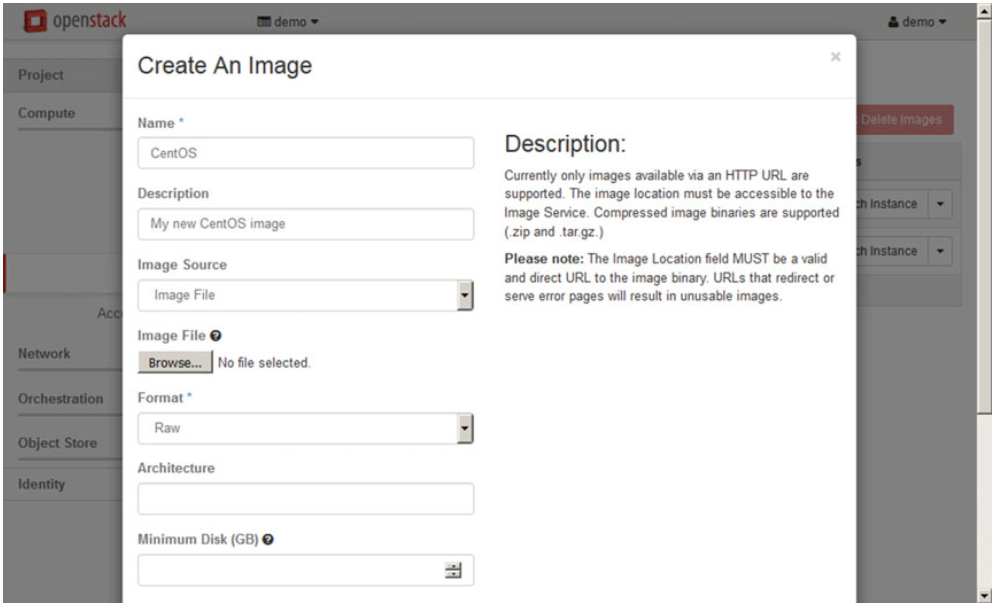 openstack
demo
demo
Project
Compute
Network
Orchestration
Object Store
Identity
Create An Image
×
Name *
CentOS
Description
My new CentOS image
Image Source
Image File
Image File
Browse... No file selected.
Format *
Raw
Architecture
Minimum Disk (GB)
Description:
Currently only images available via an HTTP URL are
supported. The image location must be accessible to the
Image Service. Compressed image binaries are supported
(.zip and .tar.gz.)
Please note: The Image Location field MUST be a valid
and direct URL to the image binary. URLs that redirect or
serve error pages will result in unusable images.
Delete Images
Instance
Instance